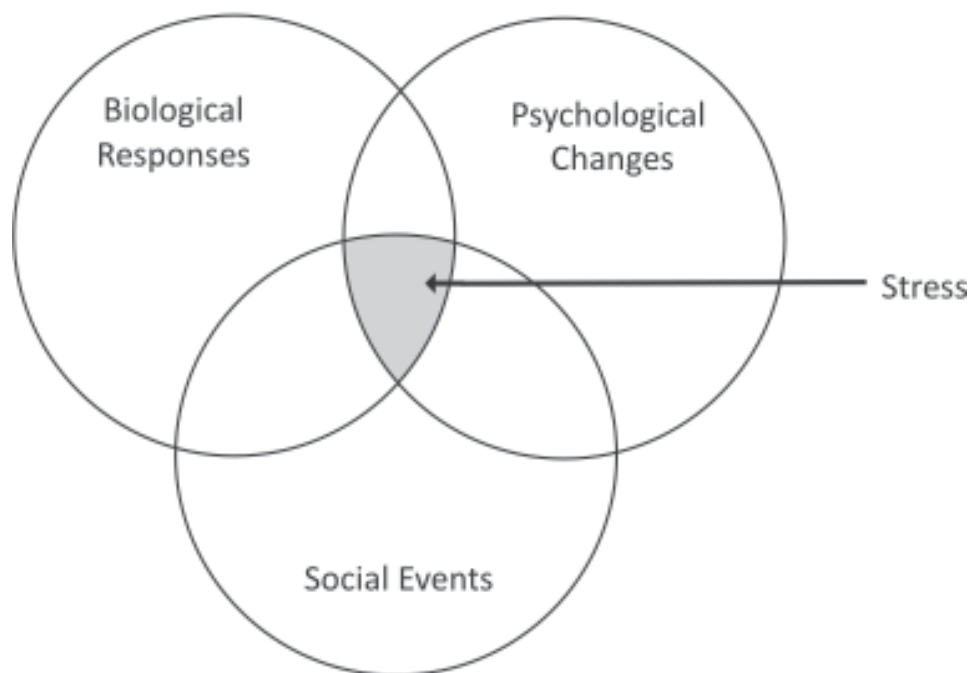 Biological
Responses
Psychological
Changes
Stress
Social Events